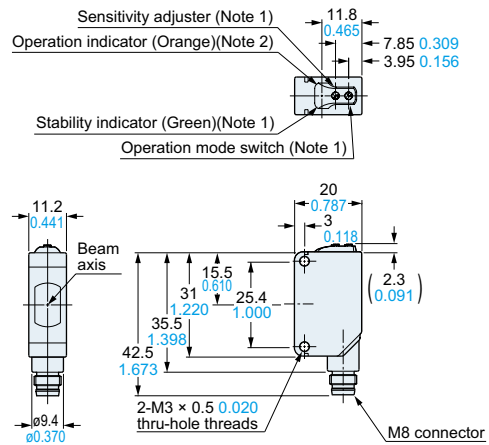 Sensitivity adjuster (Note 1)
Operation indicator (Orange)(Note 2)
11.8
0.465
7.85 0.309
3.95 0.156
Stability indicator (Green)(Note 1)
Operation mode switch (Note 1)
11.2
0.441
Beam
axis
20
0.787
3
0.118
2.3
0.091
15.5
0.610
31
1.220
25.4
1.000
35.5
1.398
42.5
1.673
ø9.4
ø0.370
2-M3 × 0.5 0.020
thru-hole threads
M8 connector